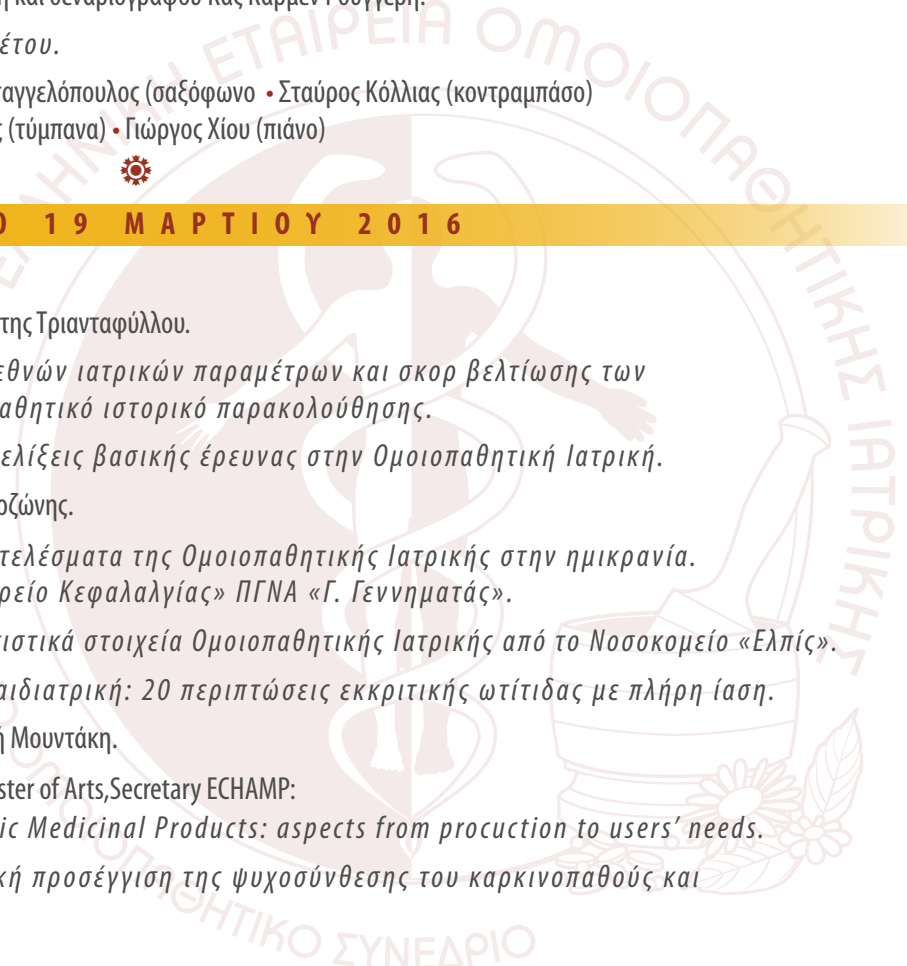 η και σεναριογράφου κας Κάρμεν Ρουγγέρη.
έτου.
αγγελόπουλος (σαξόφωνο • Σταύρος Κόλλιας (κοντραμπάσο)
ς (τύμπανα) • Γιώργος Χίου (πιάνο)
Ο 19 ΜΑΡΤΙΟΥ 2016
της Τριανταφύλλου.
εθνών ιατρικών παραμέτρων και σκορ βελτίωσης των
αθητικό ιστορικό παρακολούθησης.
ελίξεις βασικής έρευνας στην Ομοιοπαθητική Ιατρική.
οζώνης.
τελέσματα της Ομοιοπαθητικής Ιατρικής στην ημικρανία.
ρείο Κεφαλαλγίας» ΠΓΝΑ «Γ. Γεννηματάς».
ιστικά στοιχεία Ομοιοπαθητικής Ιατρικής από το Νοσοκομείο «Ελπίς».
αιδιατρική: 20 περιπτώσεις εκκριτικής ωτίτιδας με πλήρη ίαση.
ή Μουντάκη.
ster of Arts,Secretary ECHAMP:
ic Medicinal Products: aspects from procuction to users’ needs.
κή προσέγγιση της ψυχοσύνθεσης του καρκινοπαθούς και
ΕΛΛΗΝΙΚΗ ΕΤΑΙΡΕΙΑ ΟΜΟΙΟΠΑΘΗΤΙΚΗΣ ΙΑΤΡΙΚΗΣ
ΟΜΟΙΟΠΑΘΗΤΙΚΟ ΣΥΝΕΔΡΙΟ